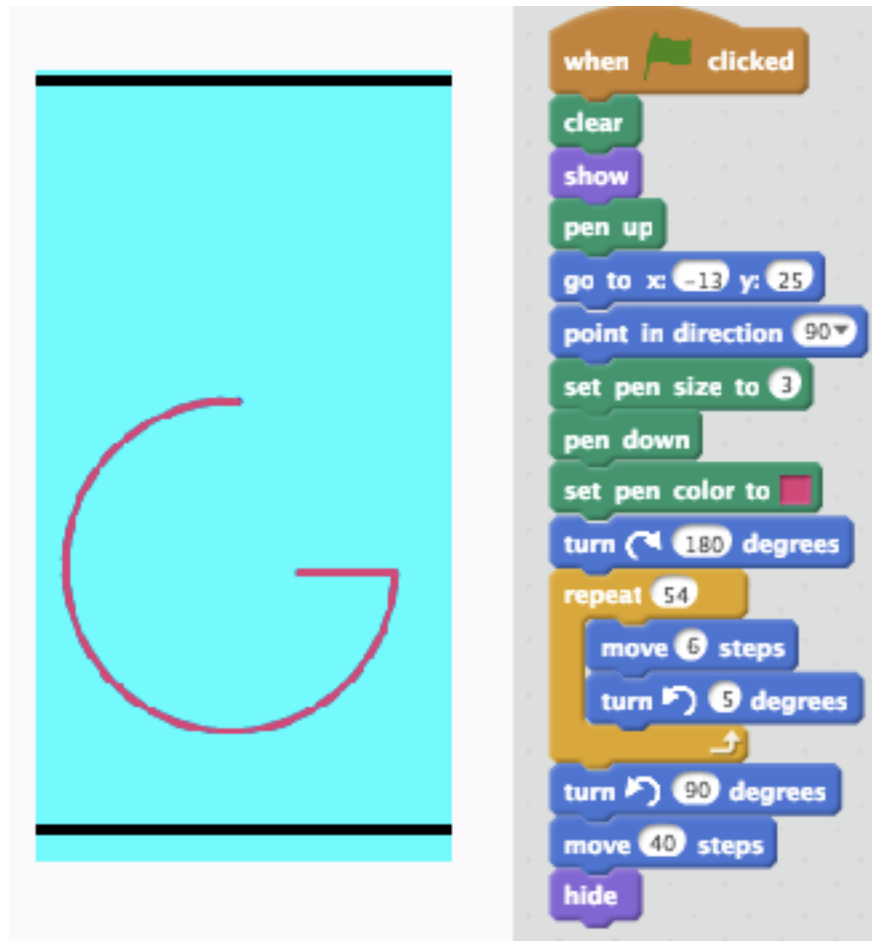 when clicked
clear
show
pen up
go to x: -13 y: 25
point in direction 90
set pen size to 3
pen down
set pen color to
turn 180 degrees
repeat 54
move 6 steps
turn 5 degrees
turn 90 degrees
move 40 steps
hide